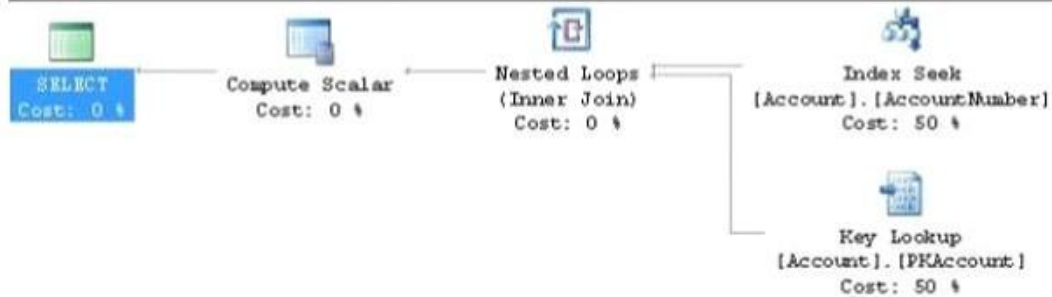 SELECT
Cost: 0 %
Compute Scalar
Cost: 0 %
Nested Loops
(Inner Join)
Cost: 0 %
Index Seek
[Account].[AccountNumber]
Cost: 50 %
Key Lookup
[Account].[PKAccount]
Cost: 50 %